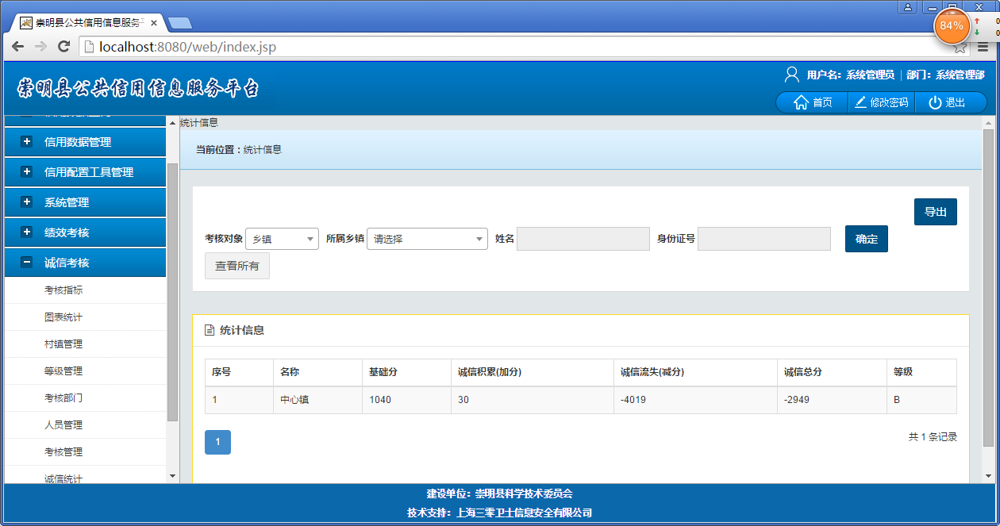 崇明县公共信用信息服务平
localhost:8080/web/index.jsp
84%
崇明县公共信用信息服务平台
用户名：系统管理员 | 部门：系统管理部
首页 修改密码 退出
信用数据管理
信用配置工具管理
系统管理
绩效考核
诚信考核
考核指标
图表统计
村镇管理
等级管理
考核部门
人员管理
考核管理
诚信统计
统计信息
当前位置：统计信息
导出
考核对象 乡镇 所属乡镇 请选择 姓名 身份证号 确定
查看所有
统计信息
序号 名称 基础分 诚信积累(加分) 诚信流失(减分) 诚信总分 等级
1 中心镇 1040 30 -4019 -2949 B
1
共 1 条记录
建设单位：崇明县科学技术委员会
技术支持：上海三零卫士信息安全有限公司